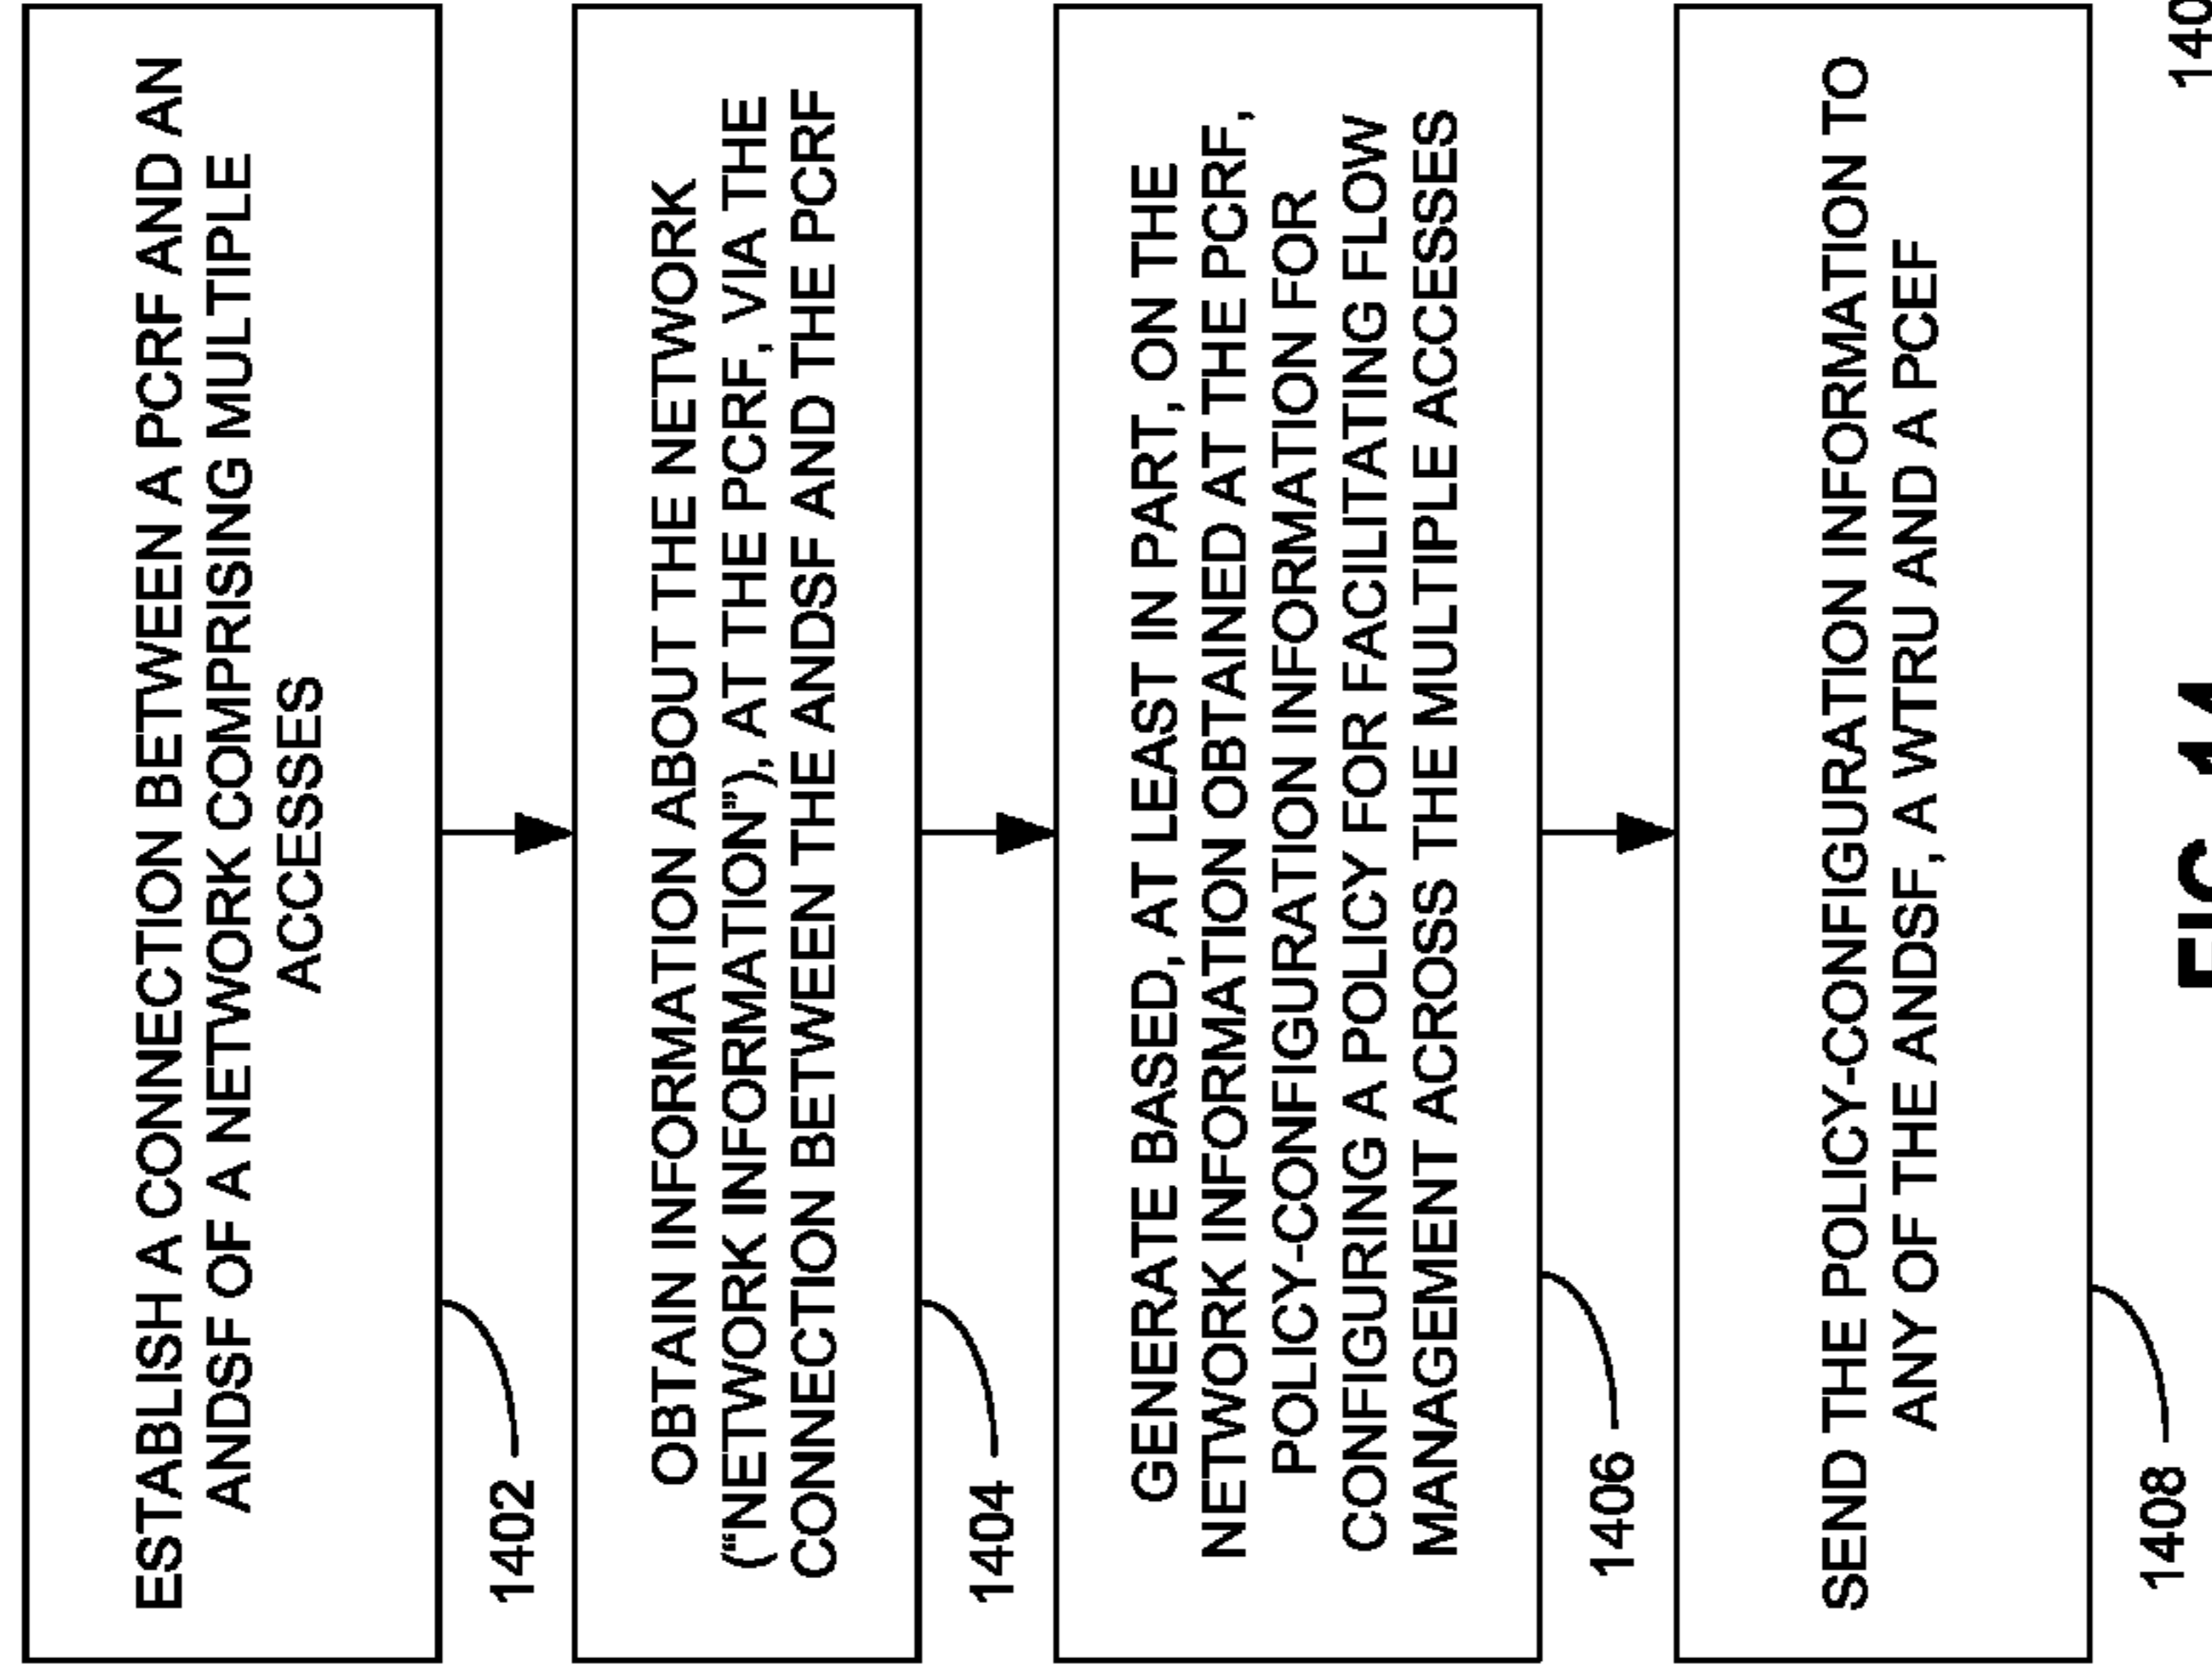 ESTABLISH A CONNECTION BETWEEN A PCRF AND AN
ANDSF OF A NETWORK COMPRISING MULTIPLE
ACCESSES
1402
OBTAIN INFORMATION ABOUT THE NETWORK
(“NETWORK INFORMATION”), AT THE PCRF, VIA THE
CONNECTION BETWEEN THE ANDSF AND THE PCRF
1404
GENERATE BASED, AT LEAST IN PART, ON THE
NETWORK INFORMATION OBTAINED AT THE PCRF,
POLICY-CONFIGURATION INFORMATION FOR
CONFIGURING A POLICY FOR FACILITATING FLOW
MANAGEMENT ACROSS THE MULTIPLE ACCESSES
1406
SEND THE POLICY-CONFIGURATION INFORMATION TO
ANY OF THE ANDSF, A WTRU AND A PCEF
1408